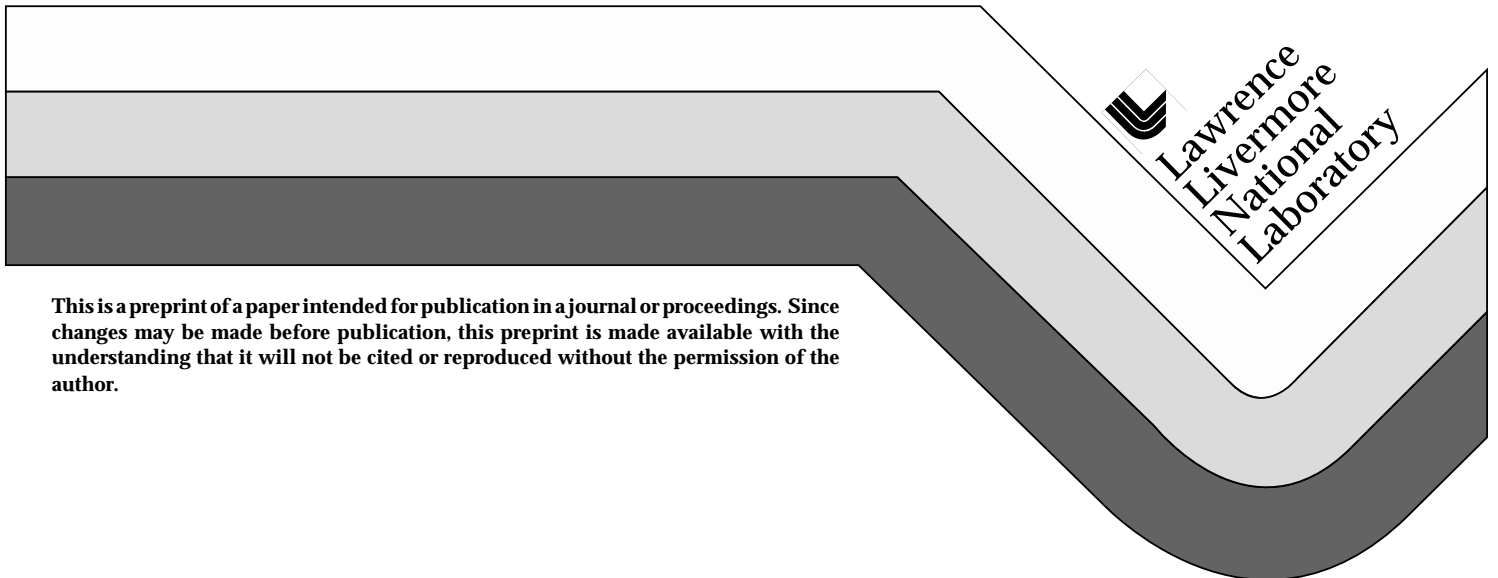 Lawrence
Livermore
National
Laboratory
This is a preprint of a paper intended for publication in a journal or proceedings. Since
changes may be made before publication, this preprint is made available with the
understanding that it will not be cited or reproduced without the permission of the
author.